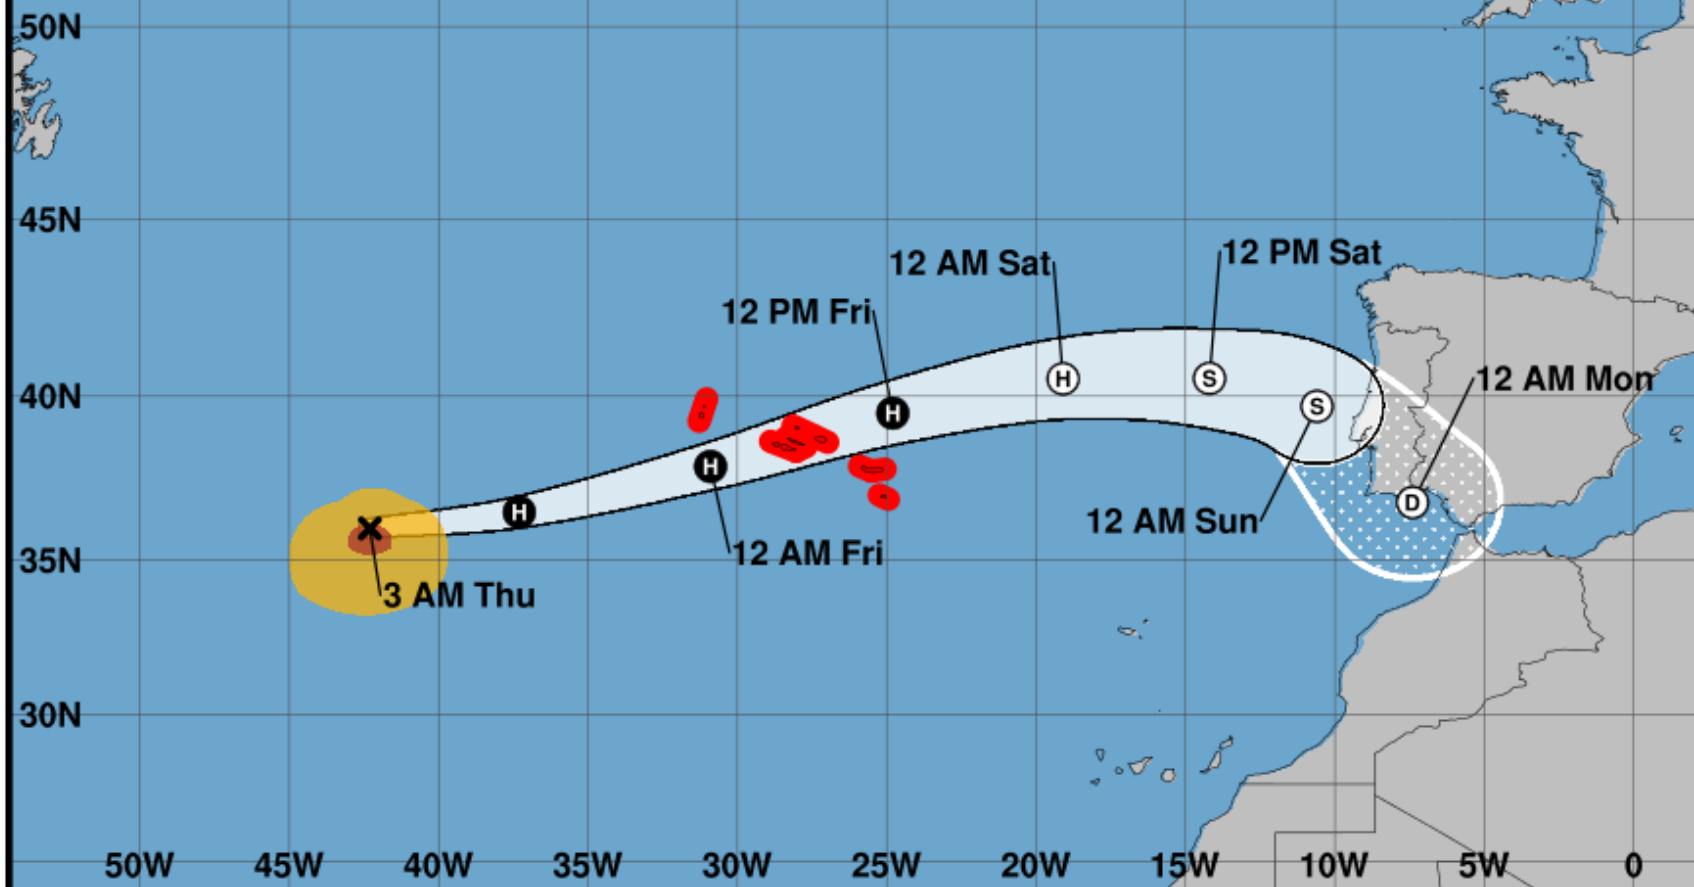 50N
45N
12 AM Sat
12 PM Sat
12 PM Fri
H
S
12 AM Mon
40N
H
S
H
D
H
12 AM Sun
12 AM Fri
35N
3 AM Thu
30N
50W
45W
40W
35W
30W
25W
20W
15W
10W
5W
0